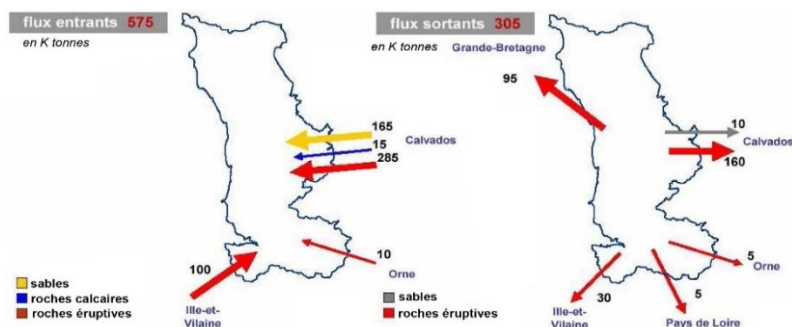 flux entrants 575
en K tonnes
165
Calvados
15
285
10
Orne
100
Ille-et-
Vilaine
sables
roches calcaires
roches éruptives
flux sortants 305
en K tonnes
Grande-Bretagne
95
10
Calvados
160
5
Orne
30
5
Ille-et-
Vilaine
Pays de Loire
sables
roches éruptives